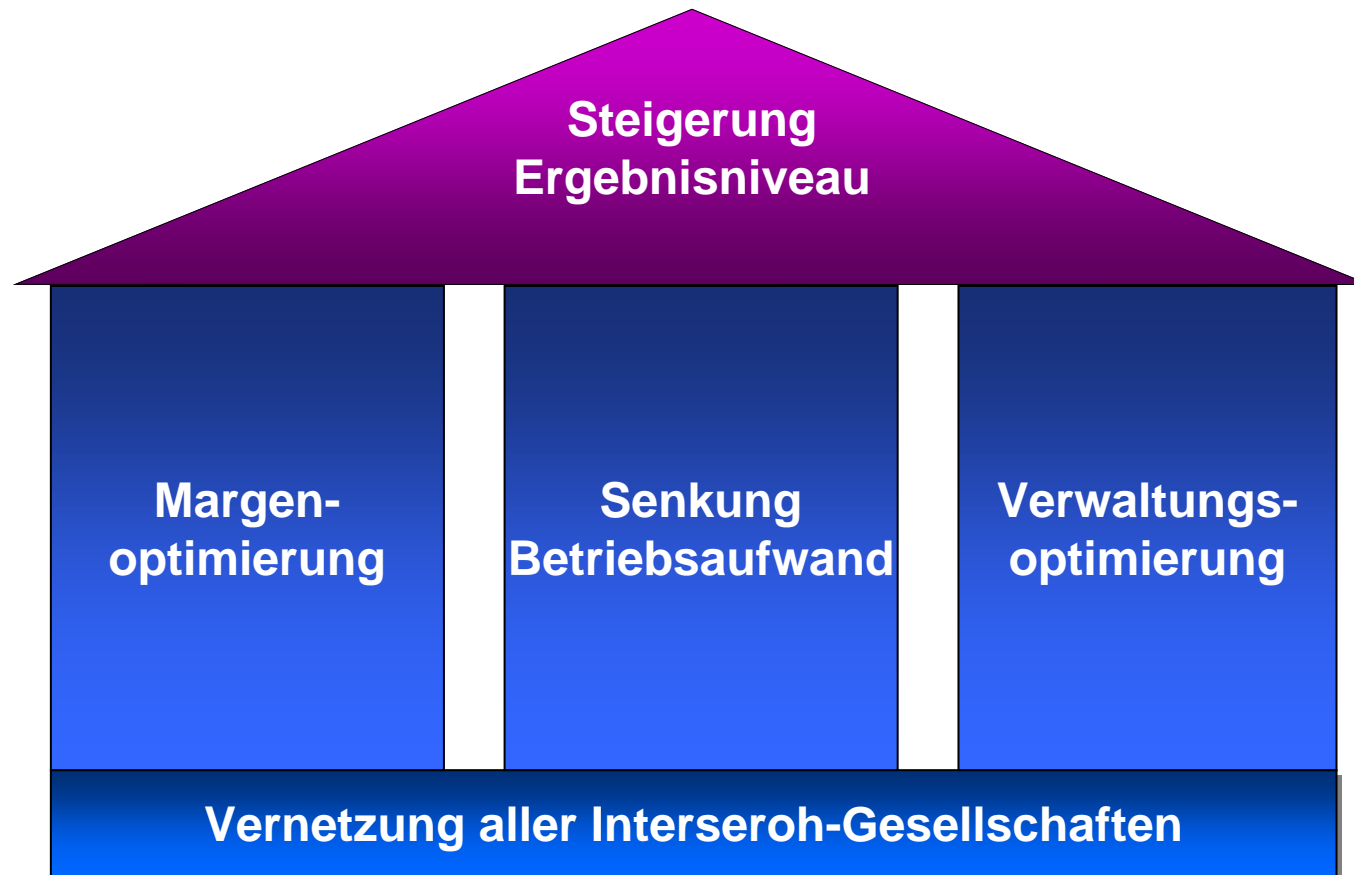 Steigerung
Ergebnisniveau
Margen-
optimierung
Senkung
Betriebsaufwand
Verwaltungs-
optimierung
Vernetzung aller Interseroh-Gesellschaften